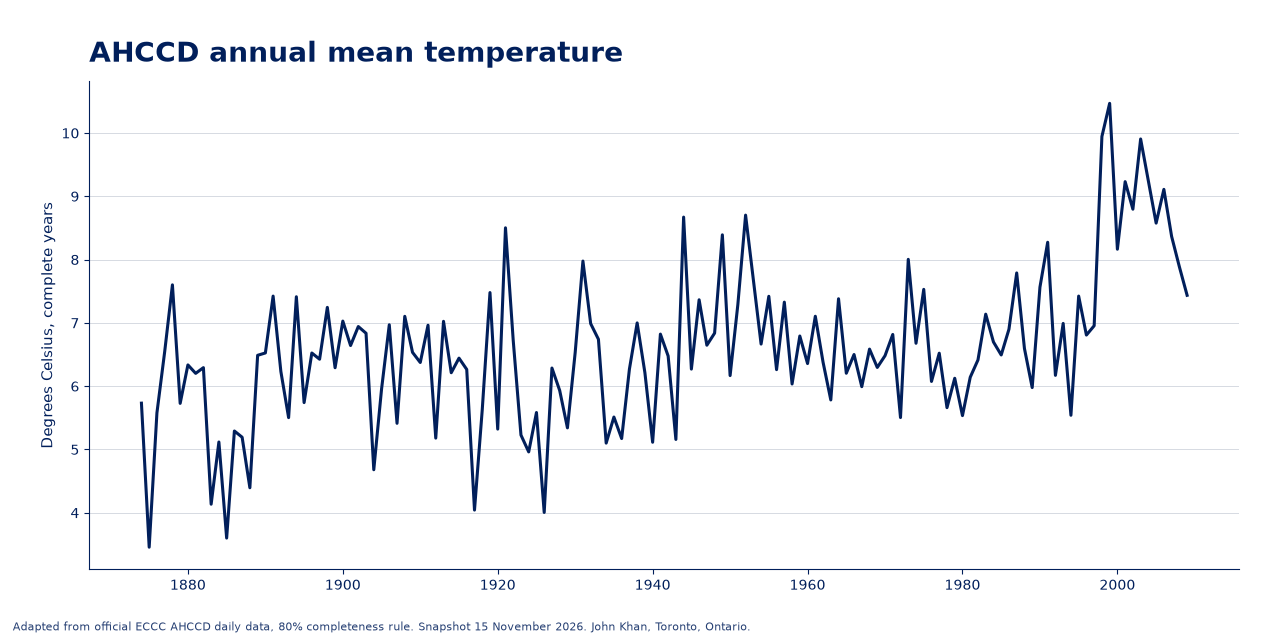 AHCCD annual mean temperature
Degrees Celsius, complete years
10
9
8
7
6
5
4
1880 1900 1920 1940 1960 1980 2000
Adapted from official ECCC AHCCD daily data, 80% completeness rule. Snapshot 15 November 2026. John Khan, Toronto, Ontario.